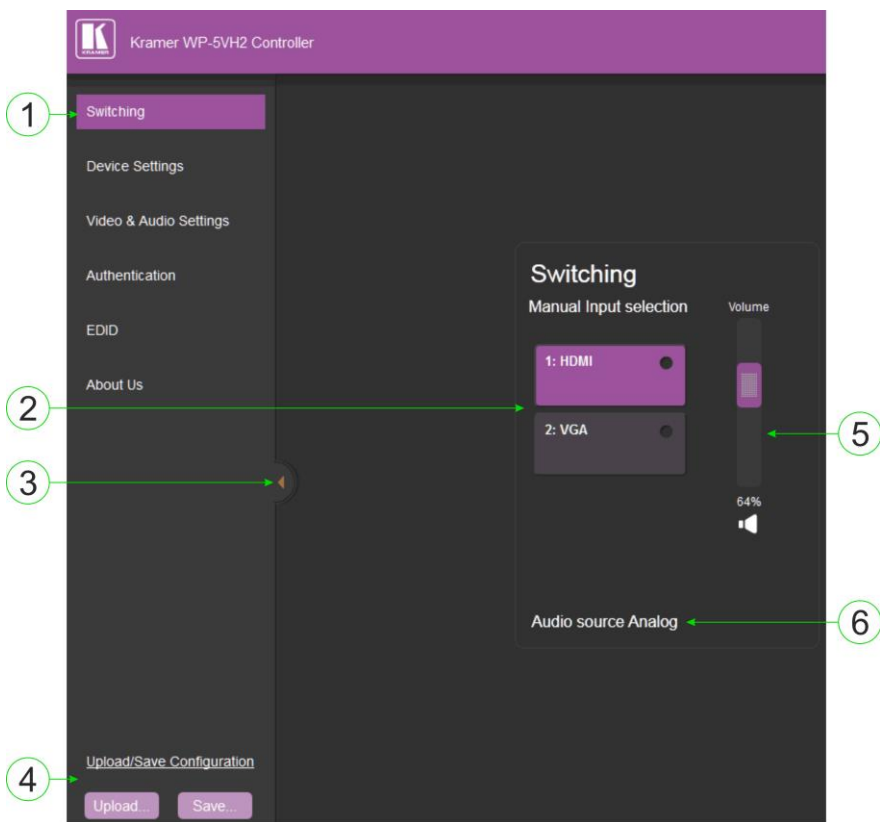 KRAMER
Kramer WP-5VH2 Controller
1
Switching
Device Settings
Video & Audio Settings
Authentication
EDID
About Us
2
3
Switching
Manual Input selection
Volume
1: HDMI
2: VGA
5
64%
Audio source Analog
6
Upload/Save Configuration
4
Upload...
Save...